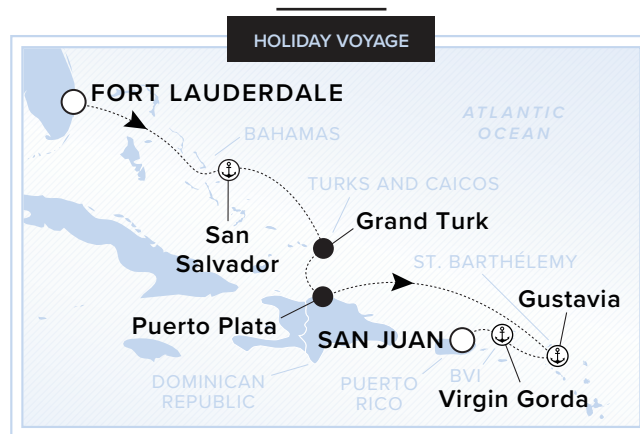 HOLIDAY VOYAGE
FORT LAUDERDALE
ATLANTIC
OCEAN
BAHAMAS
TURKS AND CAICOS
San
Salvador
Grand Turk
ST. BARTHÉLEMY
Gustavia
Puerto Plata
SAN JUAN
DOMINICAN
REPUBLIC
PUERTO
RICO
BVI
Virgin Gorda